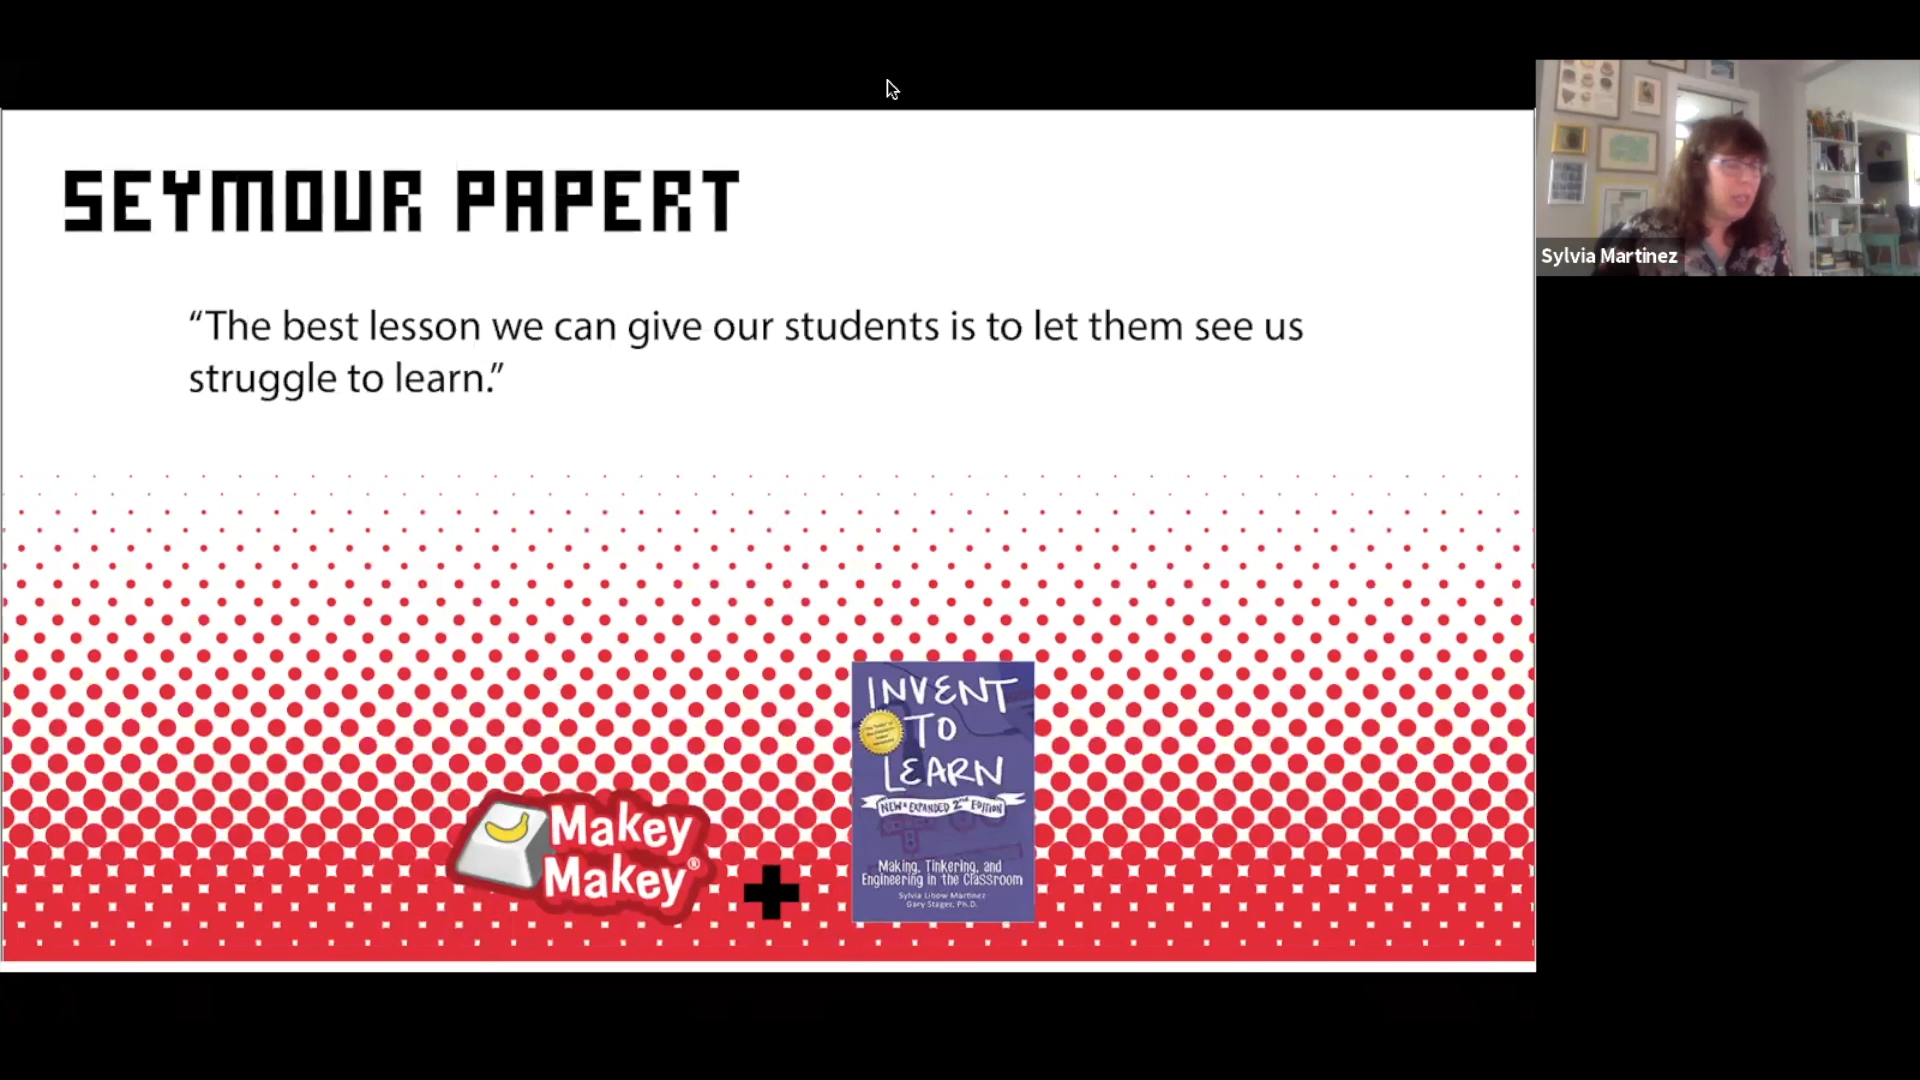 SEYMOUR PAPERT
Sylvia Martinez
“The best lesson we can give our students is to let them see us
struggle to learn.”
INVENT
TO
LEARN
NEW & EXPANDED 2nd EDITION
Making, Tinkering, and
Engineering in the Classroom
Sylvia Libow Martinez
Gary Stager, Ph.D.
Makey
Makey®